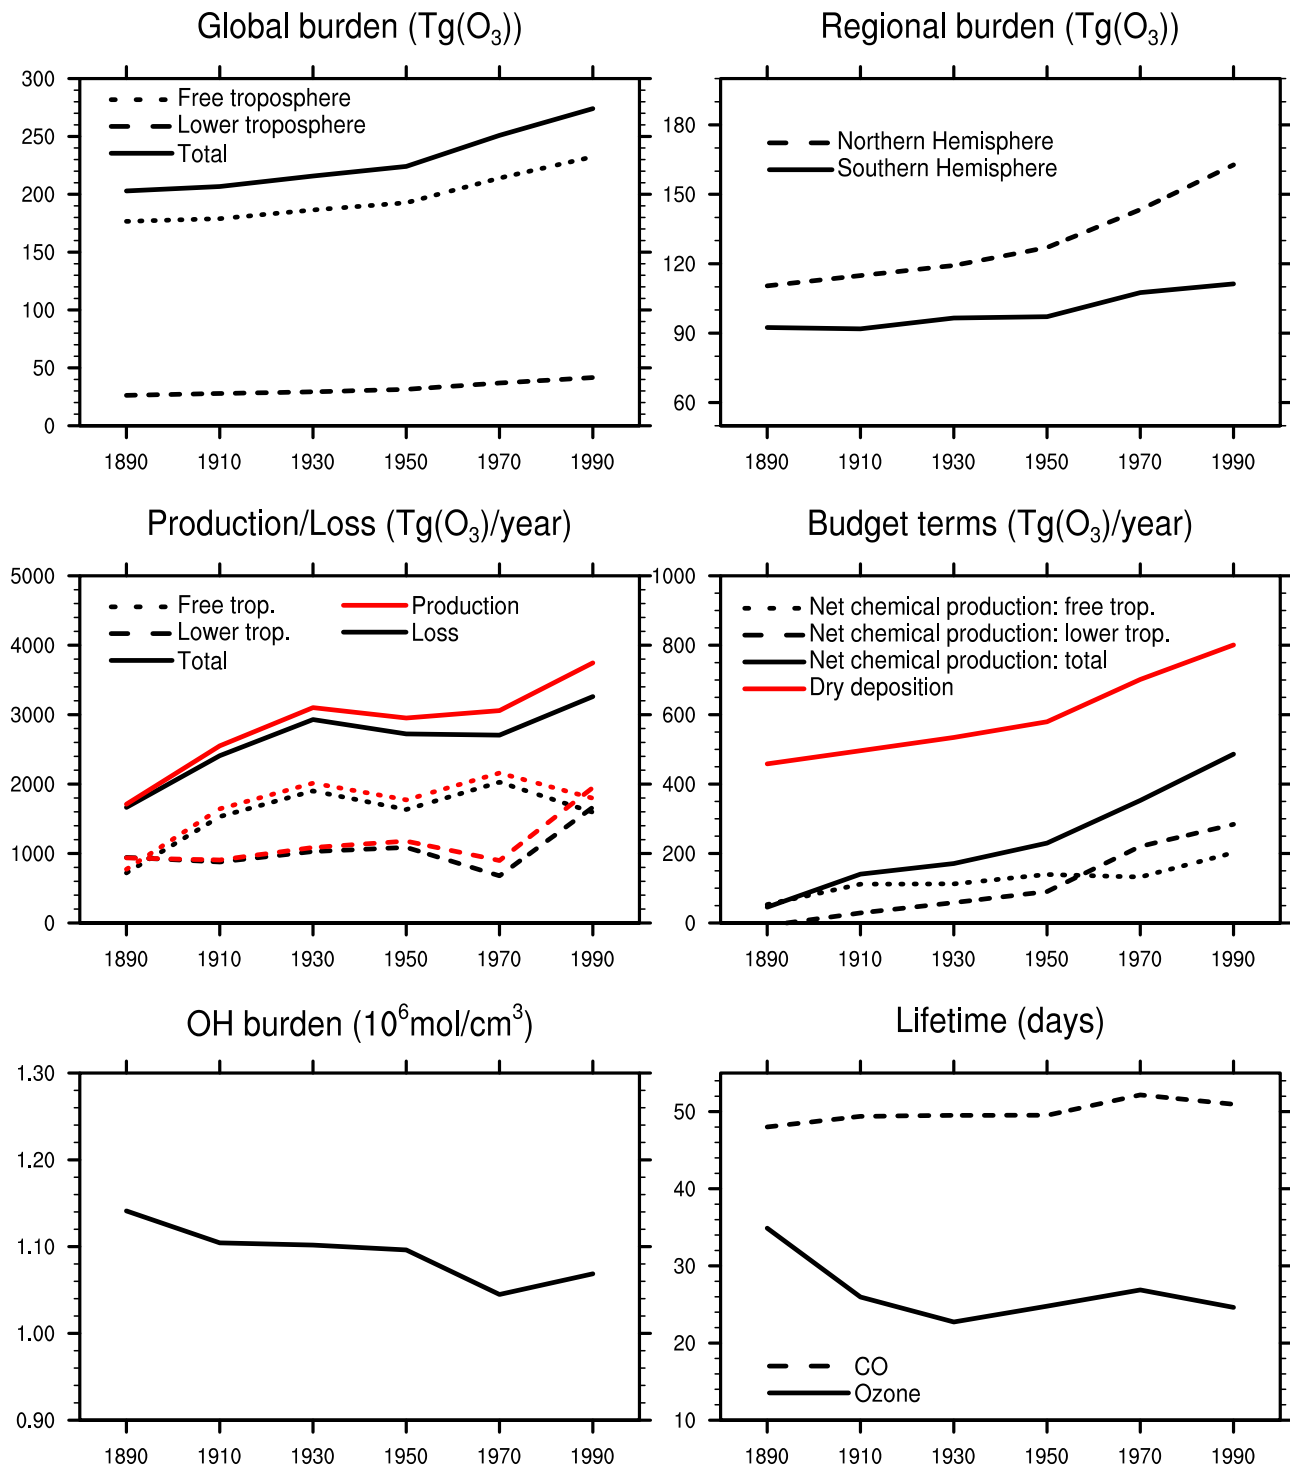 Global burden (Tg(O₃))
300
250
200
150
100
50
0
Free troposphere
Lower troposphere
Total
1890 1910 1930 1950 1970 1990
Regional burden (Tg(O₃))
180
150
120
90
60
Northern Hemisphere
Southern Hemisphere
1890 1910 1930 1950 1970 1990
Production/Loss (Tg(O₃)/year)
5000
4000
3000
2000
1000
0
Free trop.
Lower trop.
Total
Production
Loss
1890 1910 1930 1950 1970 1990
Budget terms (Tg(O₃)/year)
1000
800
600
400
200
0
Net chemical production: free trop.
Net chemical production: lower trop.
Net chemical production: total
Dry deposition
1890 1910 1930 1950 1970 1990
OH burden (10⁶mol/cm³)
1.30
1.20
1.10
1.00
0.90
1890 1910 1930 1950 1970 1990
Lifetime (days)
50
40
30
20
10
CO
Ozone
1890 1910 1930 1950 1970 1990